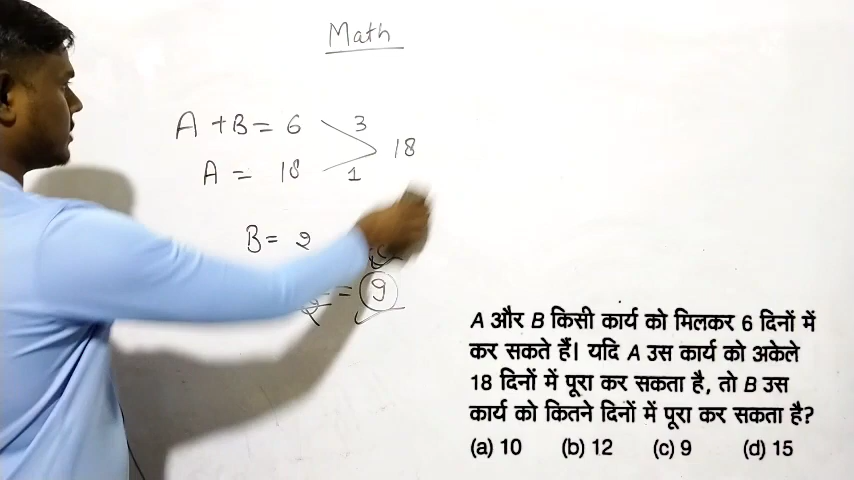 Math
A + B = 6 3
18
A = 18 1
B = 2
= 9
A और B किसी कार्य को मिलकर 6 दिनों में
कर सकते हैं। यदि A उस कार्य को अकेले
18 दिनों में पूरा कर सकता है, तो B उस
कार्य को कितने दिनों में पूरा कर सकता है?
(a) 10 (b) 12 (c) 9 (d) 15